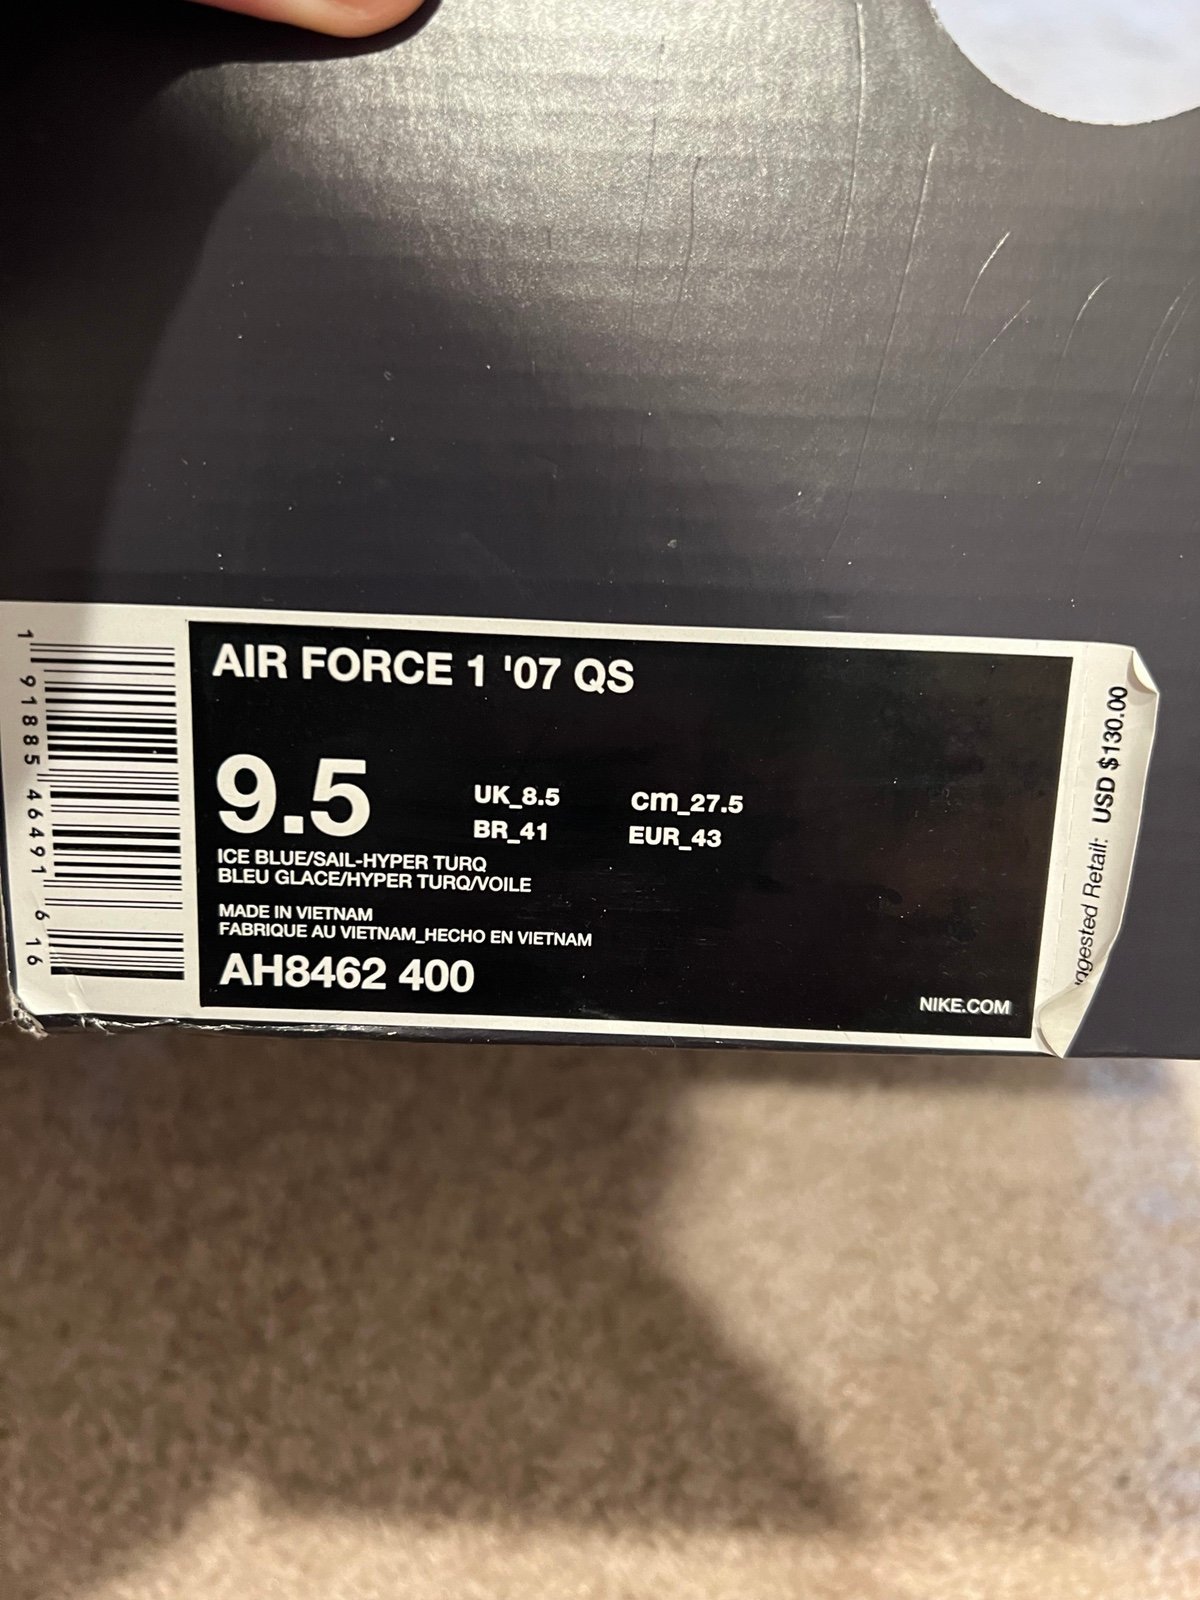 AIR FORCE 1 '07 QS
9.5
UK_8.5
cm_27.5
BR_41
EUR_43
ICE BLUE/SAIL-HYPER TURQ
BLEU GLACE/HYPER TURQ/VOILE
MADE IN VIETNAM
FABRIQUE AU VIETNAM_HECHO EN VIETNAM
AH8462 400
NIKE.COM
1 91885 46491 6 16
Retail: USD $130.00